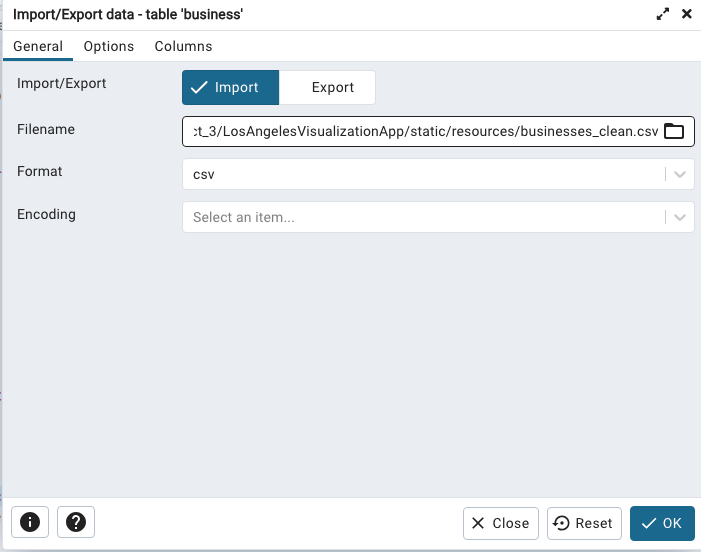 Import/Export data - table 'business'
General Options Columns
Import/Export Import Export
Filename ct_3/LosAngelesVisualizationApp/static/resources/businesses_clean.csv
Format csv
Encoding Select an item...
Close Reset OK